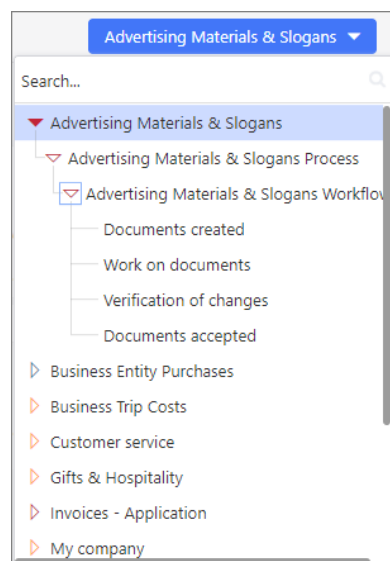 Advertising Materials & Slogans
Search...
Advertising Materials & Slogans
Advertising Materials & Slogans Process
Advertising Materials & Slogans Workflow
Documents created
Work on documents
Verification of changes
Documents accepted
Business Entity Purchases
Business Trip Costs
Customer service
Gifts & Hospitality
Invoices - Application
My company